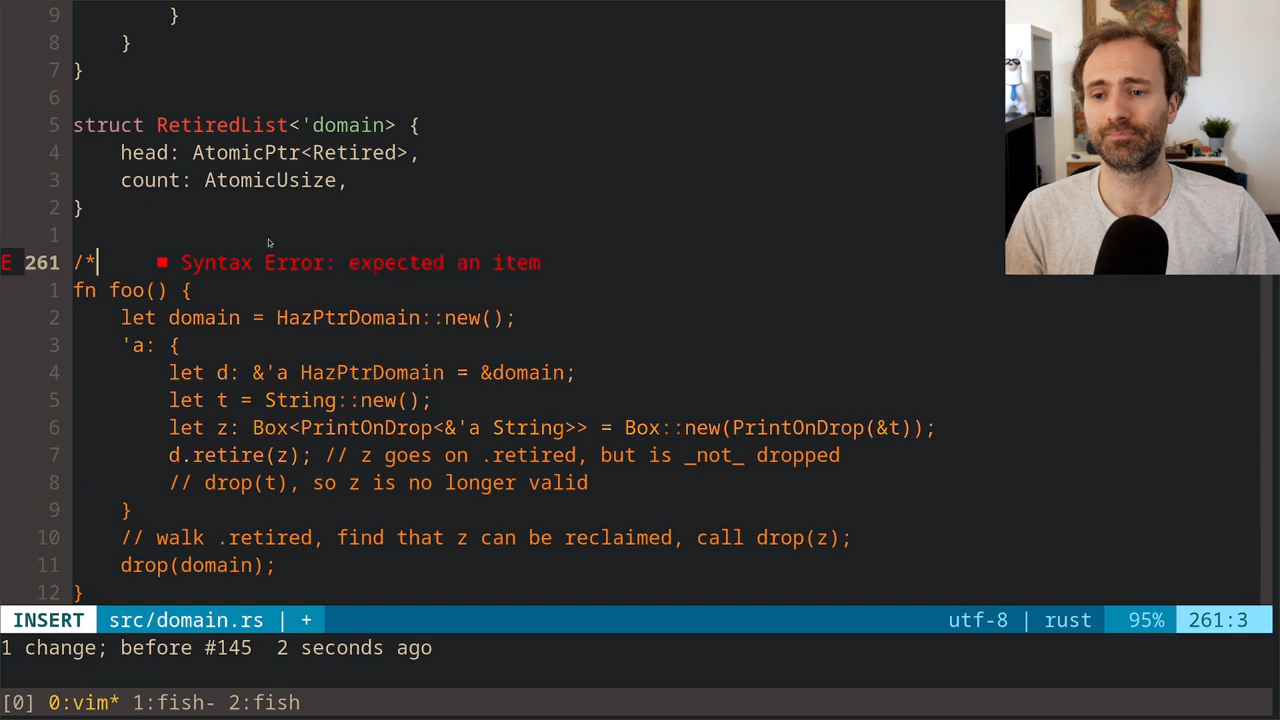 9         }
8     }
7 }
6
5 struct RetiredList<'domain> {
4     head: AtomicPtr<Retired>,
3     count: AtomicUsize,
2 }
1
E 261 /*     ■ Syntax Error: expected an item
1 fn foo() {
2     let domain = HazPtrDomain::new();
3     'a: {
4         let d: &'a HazPtrDomain = &domain;
5         let t = String::new();
6         let z: Box<PrintOnDrop<&'a String>> = Box::new(PrintOnDrop(&t));
7         d.retire(z); // z goes on .retired, but is _not_ dropped
8         // drop(t), so z is no longer valid
9     }
10     // walk .retired, find that z can be reclaimed, call drop(z);
11     drop(domain);
12 }
INSERT src/domain.rs | + utf-8 | rust 95% 261:3
1 change; before #145  2 seconds ago
[0] 0:vim* 1:fish- 2:fish